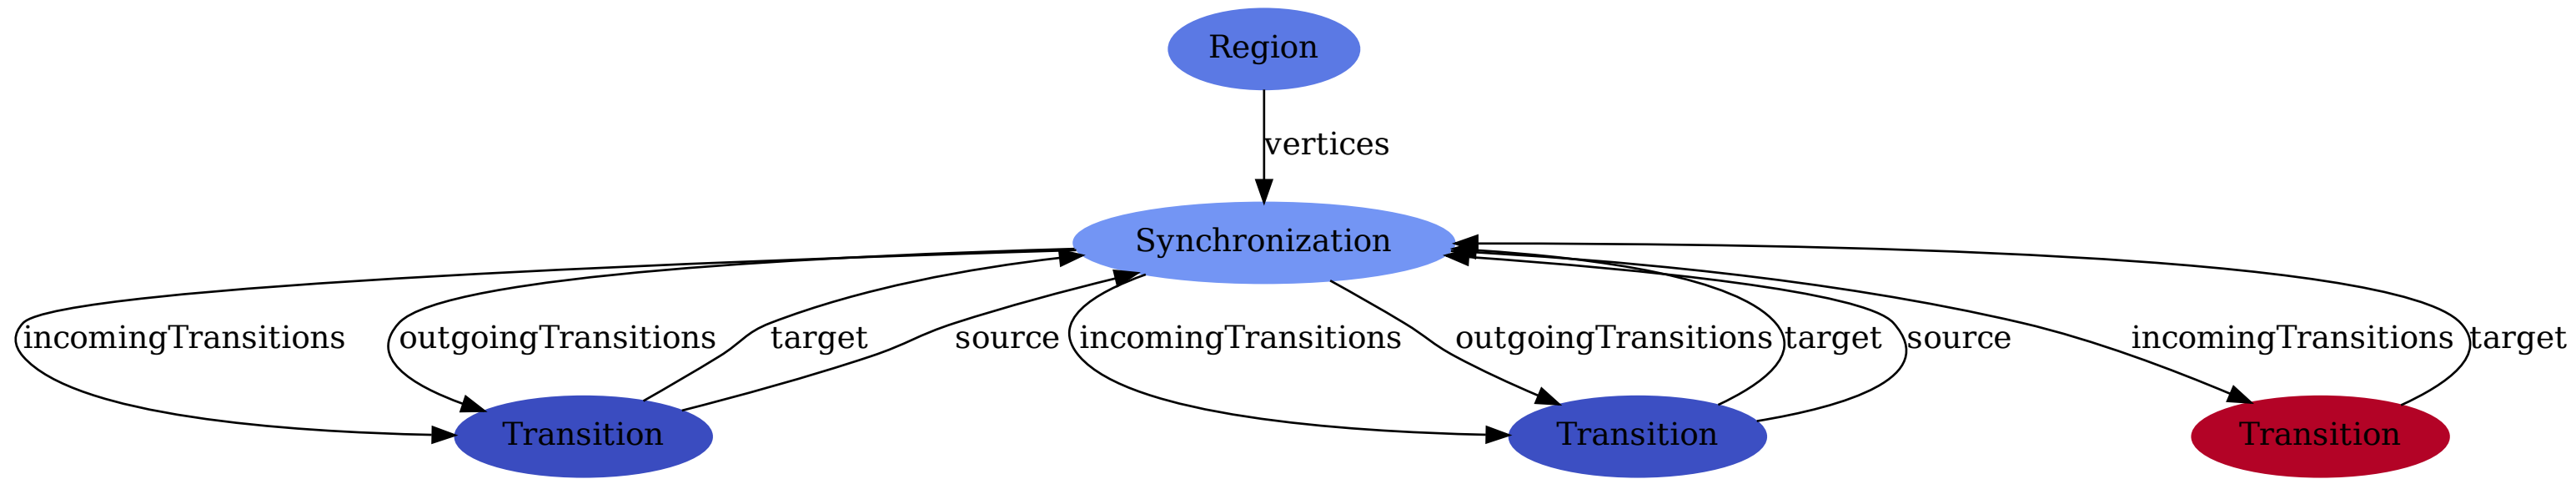 Region
vertices
Synchronization
incomingTransitions
outgoingTransitions
target
source
incomingTransitions
outgoingTransitions
target
source
incomingTransitions
target
Transition
Transition
Transition